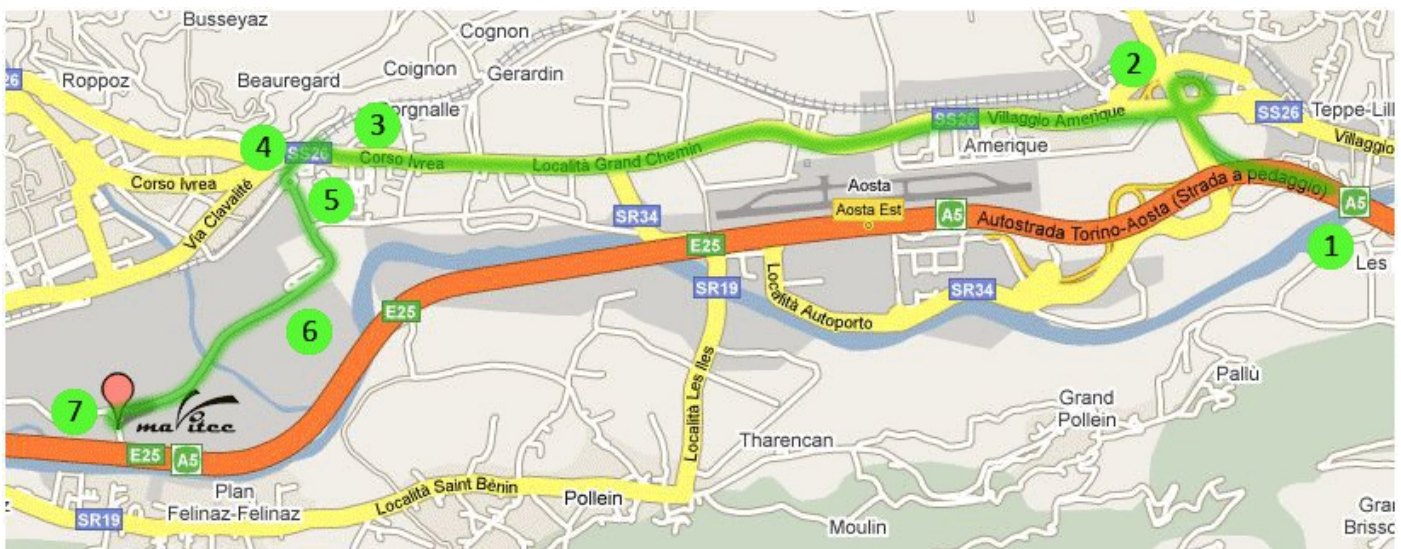 Busseyaz
Cognon
2
26
Roppoz
Beauregard
Coignon
Gerardin
3
SS26
Villaggio Amerique
SS26
Teppe-Lil
4
SS26
Corso Ivrea
Località Grand Chemin
Amerique
Villaggio
Corso Ivrea
5
Aosta
Aosta Est
A5
Autostrada Torino-Aosta (Strada a pedaggio)
A5
Via Clavalité
SR34
E25
1
Les
SR19
Località Autoporto
SR34
E25
6
Località Les Iles
Pallù
7
mavitec
Grand
Pollein
Tharencan
E25
A5
Plan
Felinaz-Felinaz
Località Saint Bénin
Pollein
SR19
Moulin
Gra
Brisso
z